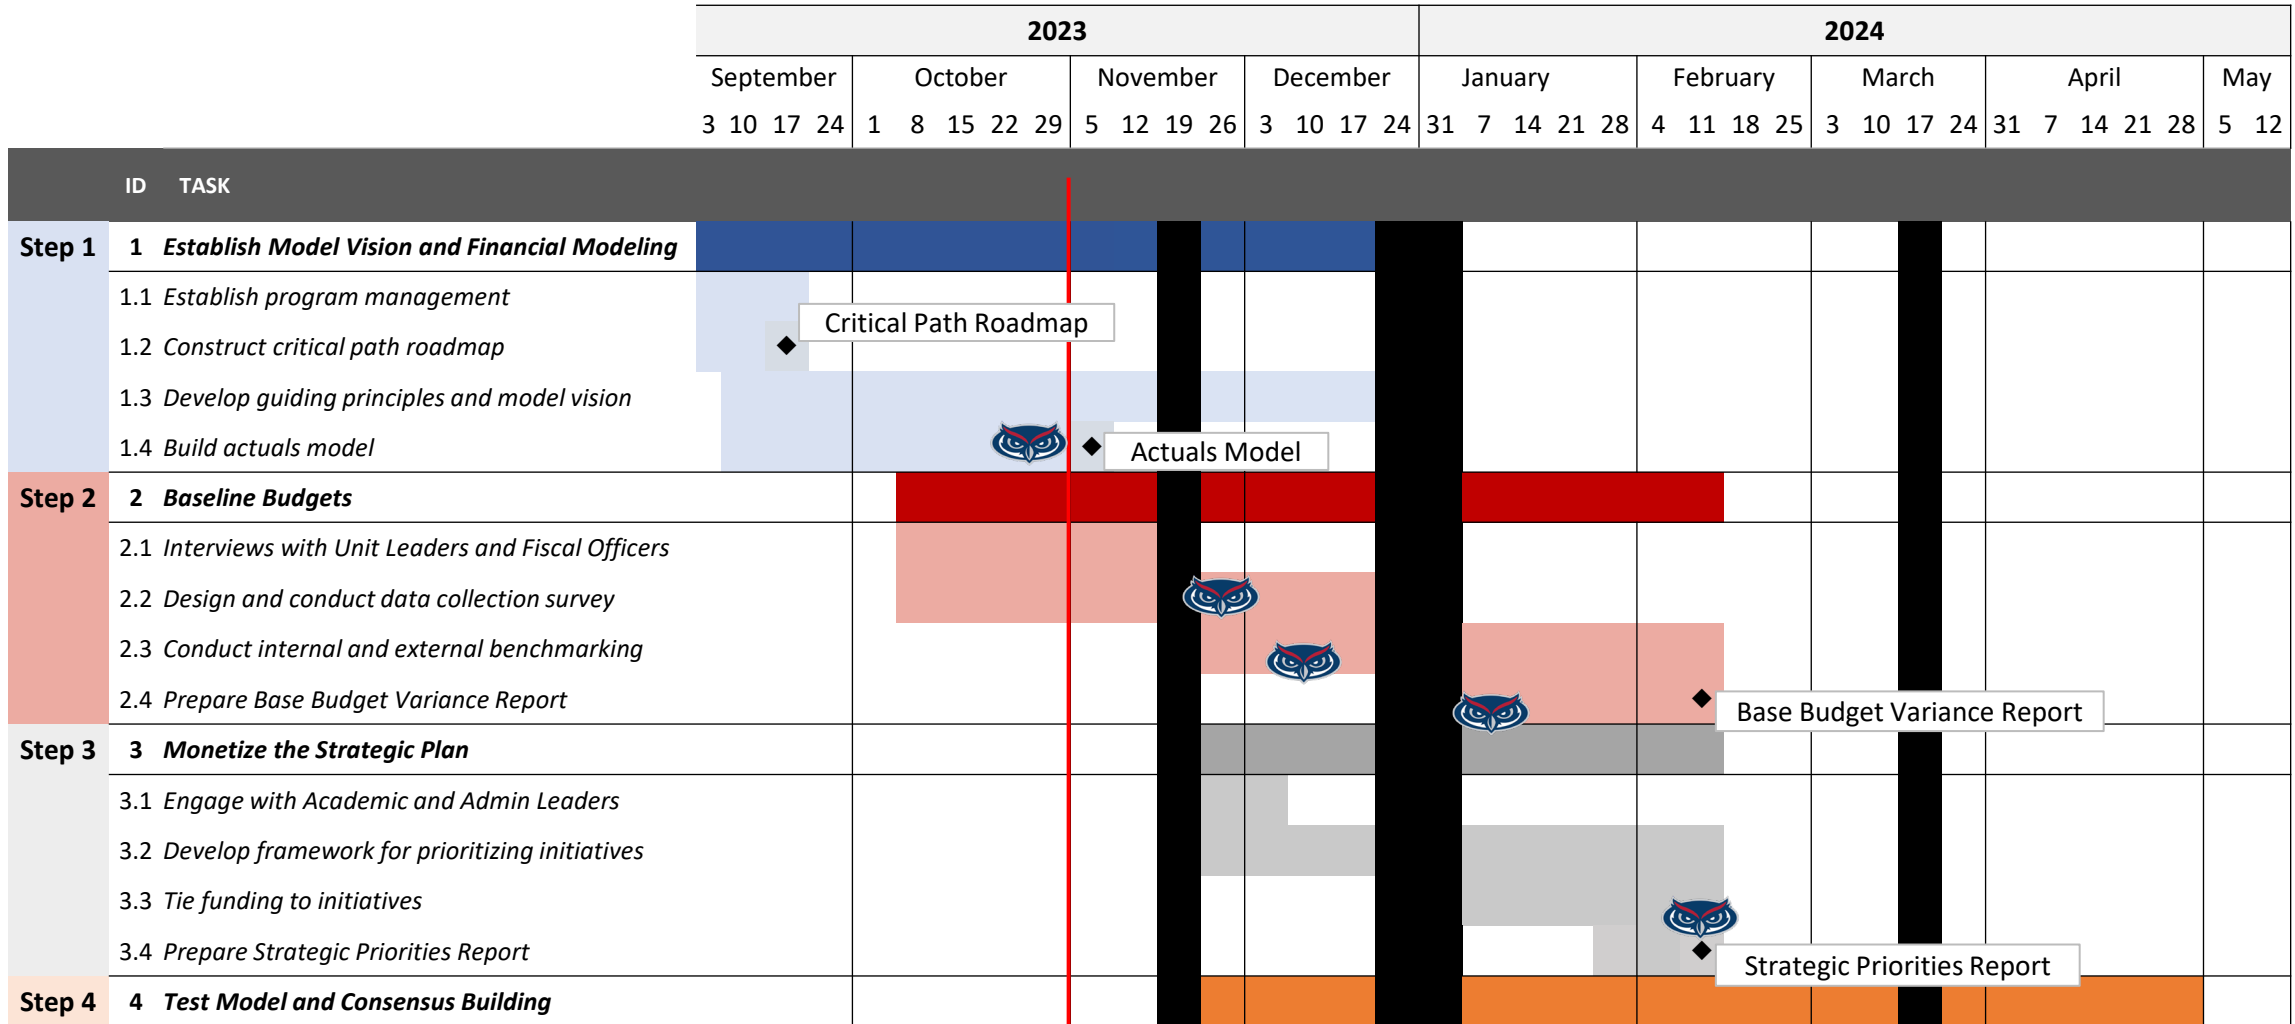 2023 2024
September October November December January February March April May
3 10 17 24 1 8 15 22 29 5 12 19 26 3 10 17 24 31 7 14 21 28 4 11 18 25 3 10 17 24 31 7 14 21 28 5 12
ID TASK
Step 1 1 Establish Model Vision and Financial Modeling
1.1 Establish program management
Critical Path Roadmap
1.2 Construct critical path roadmap
1.3 Develop guiding principles and model vision
1.4 Build actuals model
Actuals Model
Step 2 2 Baseline Budgets
2.1 Interviews with Unit Leaders and Fiscal Officers
2.2 Design and conduct data collection survey
2.3 Conduct internal and external benchmarking
2.4 Prepare Base Budget Variance Report
Base Budget Variance Report
Step 3 3 Monetize the Strategic Plan
3.1 Engage with Academic and Admin Leaders
3.2 Develop framework for prioritizing initiatives
3.3 Tie funding to initiatives
3.4 Prepare Strategic Priorities Report
Strategic Priorities Report
Step 4 4 Test Model and Consensus Building